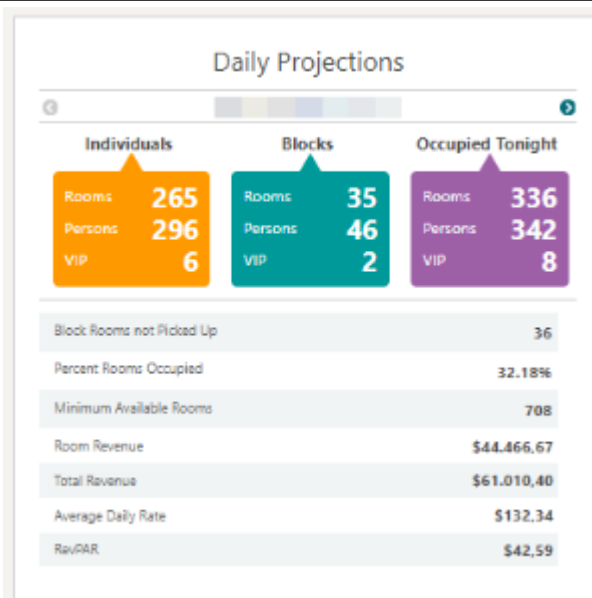 Daily Projections
Individuals Blocks Occupied Tonight
Rooms 265 Rooms 35 Rooms 336
Persons 296 Persons 46 Persons 342
VIP 6 VIP 2 VIP 8
Block Rooms not Picked Up 36
Percent Rooms Occupied 32.18%
Minimum Available Rooms 708
Room Revenue $44.466,67
Total Revenue $61.010,40
Average Daily Rate $132,34
RevPAR $42,59